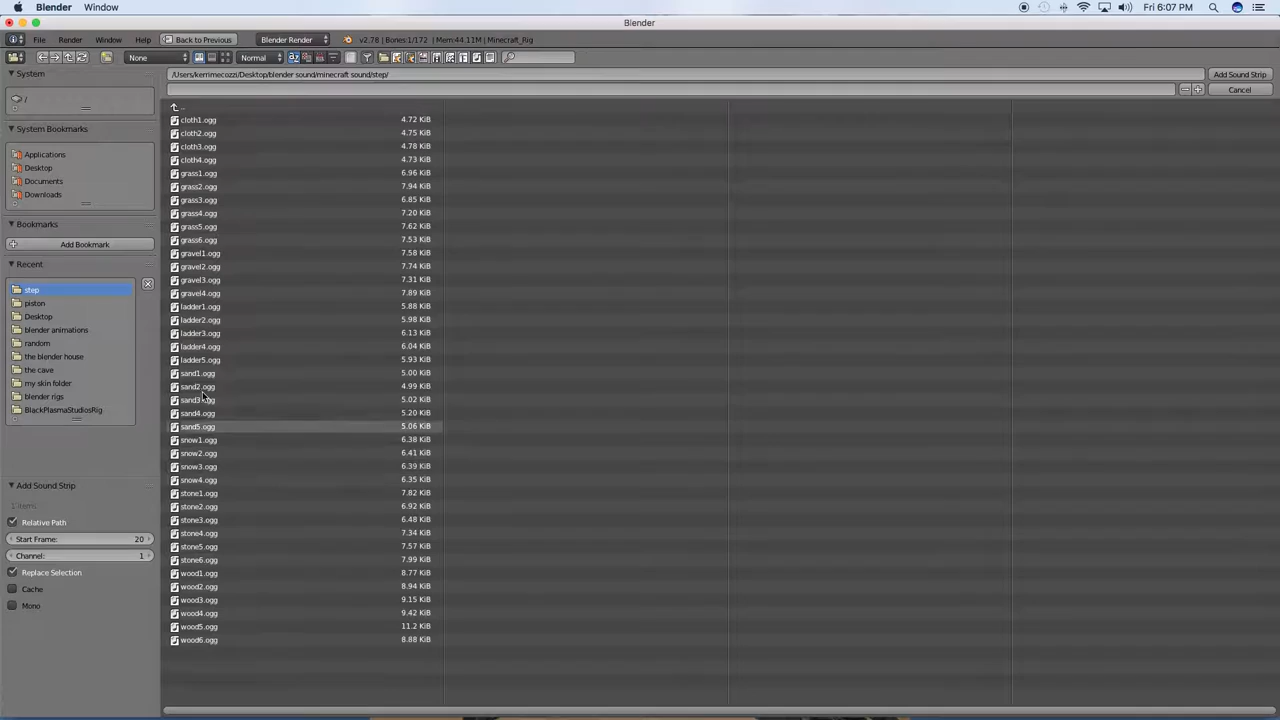 Blender Window Fri 6:07 PM
Blender
File Render Window Help Back to Previous Blender Render v2.78 | Bones:1/172 | Mem:44.11M | Minecraft_Rig
None Normal
System /Users/kerrimecozzi/Desktop/blender sound/minecraft sound/step/ Add Sound Strip
Cancel
/
..
cloth1.ogg 4.72 KiB
System Bookmarks
cloth2.ogg 4.75 KiB
cloth3.ogg 4.78 KiB
Applications
cloth4.ogg 4.73 KiB
Desktop
grass1.ogg 6.96 KiB
Documents
grass2.ogg 7.94 KiB
Downloads
grass3.ogg 6.85 KiB
grass4.ogg 7.20 KiB
Bookmarks
grass5.ogg 7.62 KiB
grass6.ogg 7.53 KiB
Add Bookmark
gravel1.ogg 7.58 KiB
Recent
gravel2.ogg 7.74 KiB
gravel3.ogg 7.31 KiB
step
gravel4.ogg 7.89 KiB
piston
ladder1.ogg 5.88 KiB
Desktop
ladder2.ogg 5.98 KiB
blender animations
ladder3.ogg 6.13 KiB
random
ladder4.ogg 6.04 KiB
the blender house
ladder5.ogg 5.93 KiB
the cave
sand1.ogg 5.00 KiB
my skin folder
sand2.ogg 4.99 KiB
blender rigs
sand3.ogg 5.02 KiB
BlackPlasmaStudiosRig
sand4.ogg 5.20 KiB
sand5.ogg 5.06 KiB
snow1.ogg 6.38 KiB
snow2.ogg 6.41 KiB
snow3.ogg 6.39 KiB
snow4.ogg 6.35 KiB
Add Sound Strip
stone1.ogg 7.82 KiB
stone2.ogg 6.92 KiB
Relative Path
stone3.ogg 6.48 KiB
stone4.ogg 7.34 KiB
Start Frame: 20
stone5.ogg 7.57 KiB
Channel: 1
stone6.ogg 7.99 KiB
Replace Selection
wood1.ogg 8.77 KiB
Cache
wood2.ogg 8.94 KiB
wood3.ogg 9.15 KiB
Mono
wood4.ogg 9.42 KiB
wood5.ogg 11.2 KiB
wood6.ogg 8.88 KiB